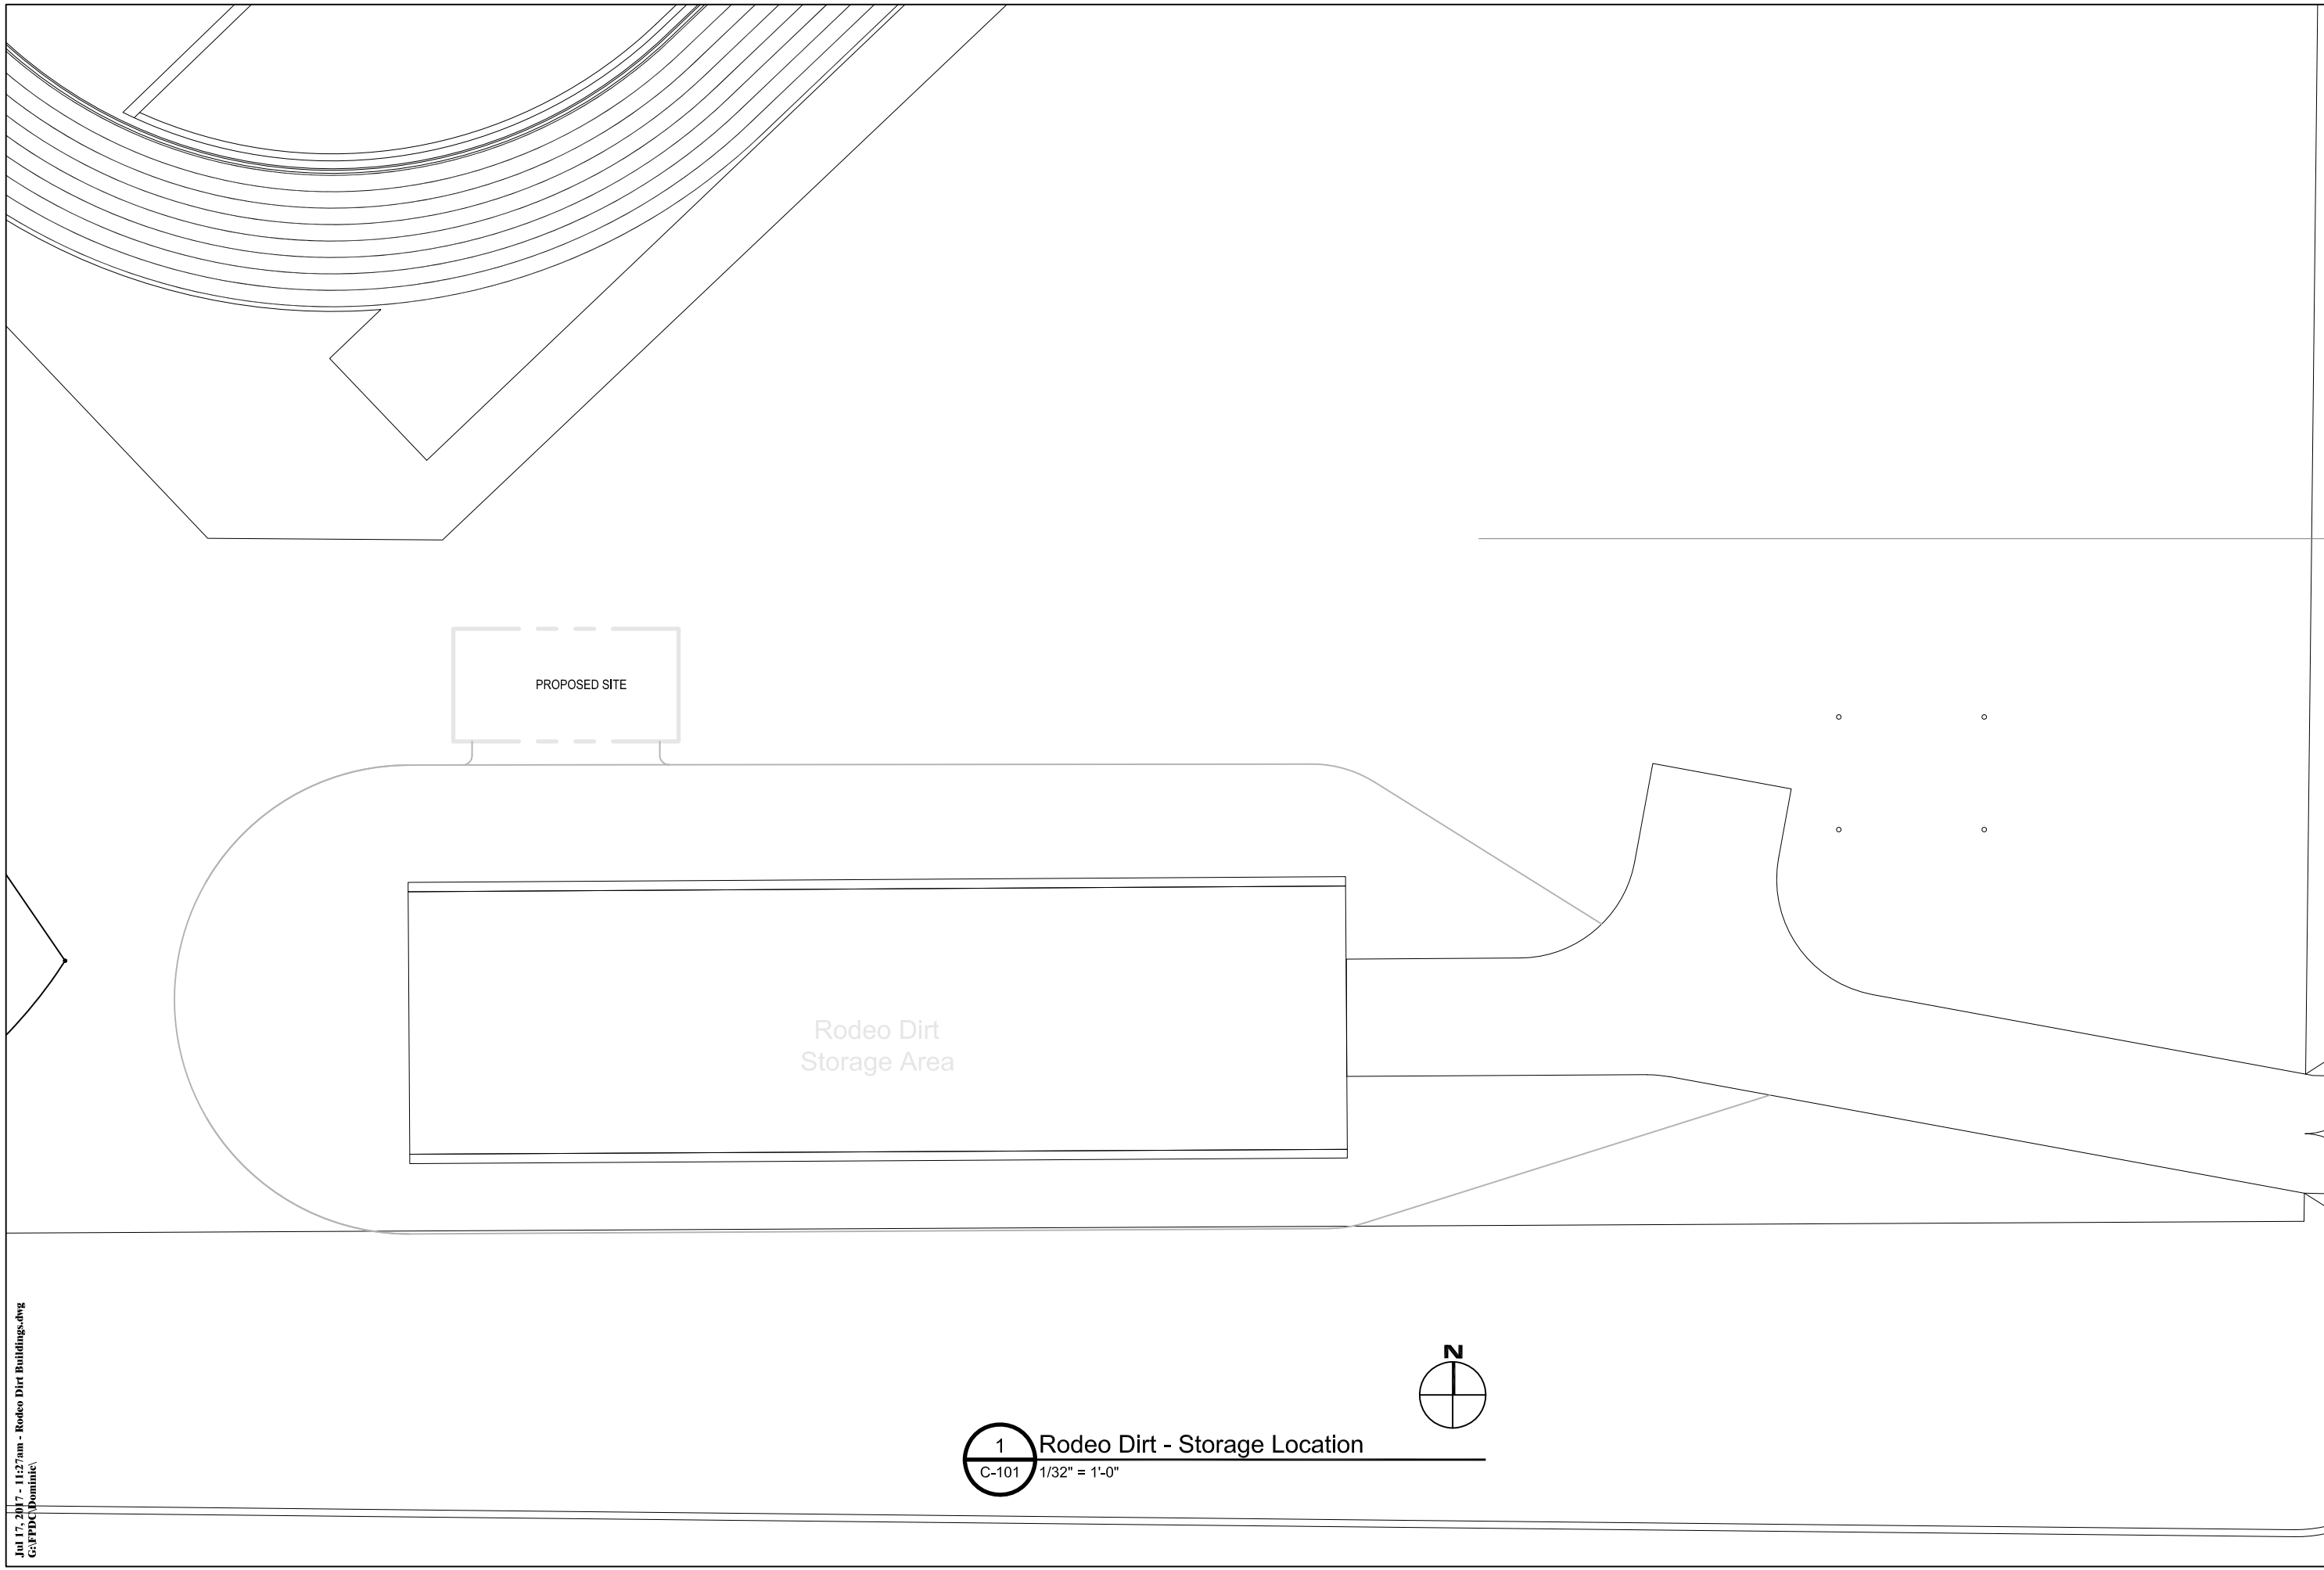 PROPOSED SITE
Rodeo Dirt
Storage Area
N
1
Rodeo Dirt - Storage Location
C-101
1/32" = 1'-0"
Jul 17, 2017 - 11:27am - Rodeo Dirt Buildings.dwg
G:\FPDC\Dominic\